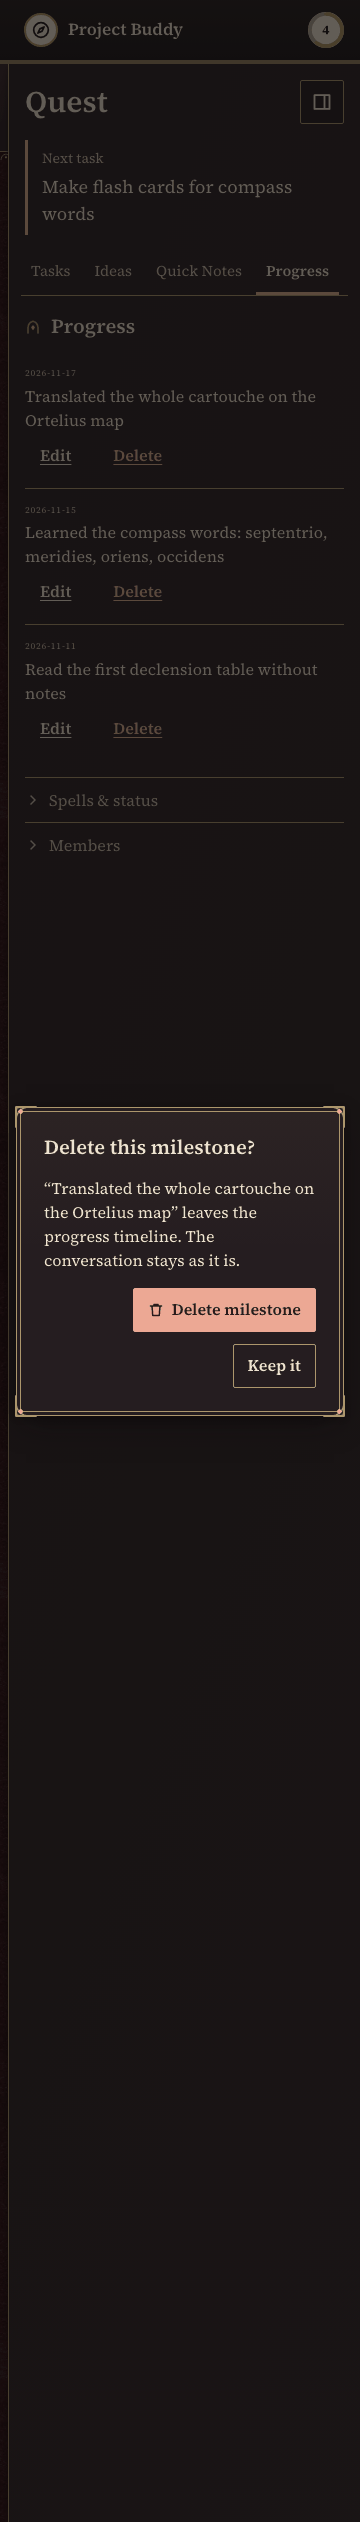 Project Buddy
4
Quest
Next task
Make flash cards for compass
words
Tasks Ideas Quick Notes Progress
Progress
2026-11-17
Translated the whole cartouche on the
Ortelius map
Edit Delete
2026-11-15
Learned the compass words: septentrio,
meridies, oriens, occidens
Edit Delete
2026-11-11
Read the first declension table without
notes
Edit Delete
Spells & status
Members
Delete this milestone?
“Translated the whole cartouche on
the Ortelius map” leaves the
progress timeline. The
conversation stays as it is.
Delete milestone
Keep it